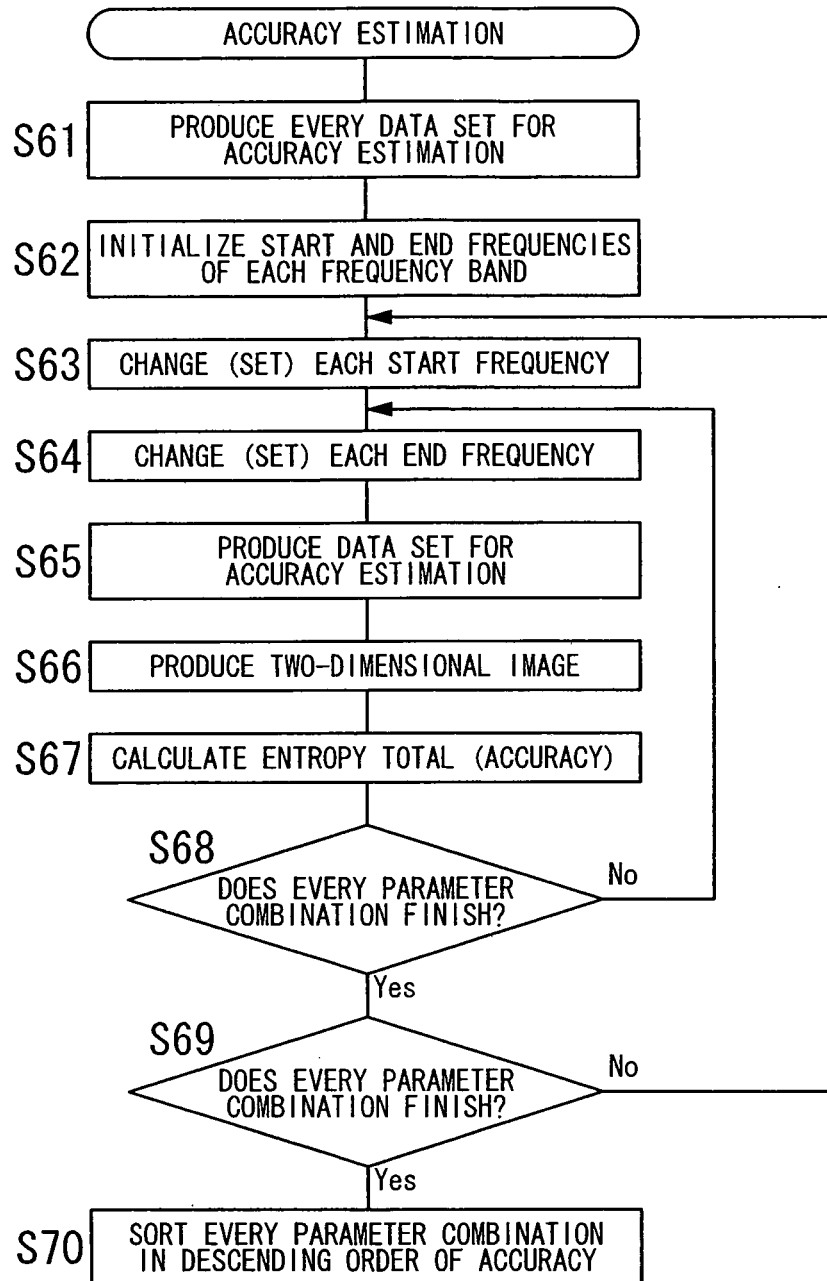 ACCURACY ESTIMATION
S61
PRODUCE EVERY DATA SET FOR
ACCURACY ESTIMATION
S62
INITIALIZE START AND END FREQUENCIES
OF EACH FREQUENCY BAND
S63
CHANGE (SET) EACH START FREQUENCY
S64
CHANGE (SET) EACH END FREQUENCY
S65
PRODUCE DATA SET FOR
ACCURACY ESTIMATION
S66
PRODUCE TWO-DIMENSIONAL IMAGE
S67
CALCULATE ENTROPY TOTAL (ACCURACY)
S68
DOES EVERY PARAMETER
COMBINATION FINISH?
No
Yes
S69
DOES EVERY PARAMETER
COMBINATION FINISH?
No
Yes
S70
SORT EVERY PARAMETER COMBINATION
IN DESCENDING ORDER OF ACCURACY